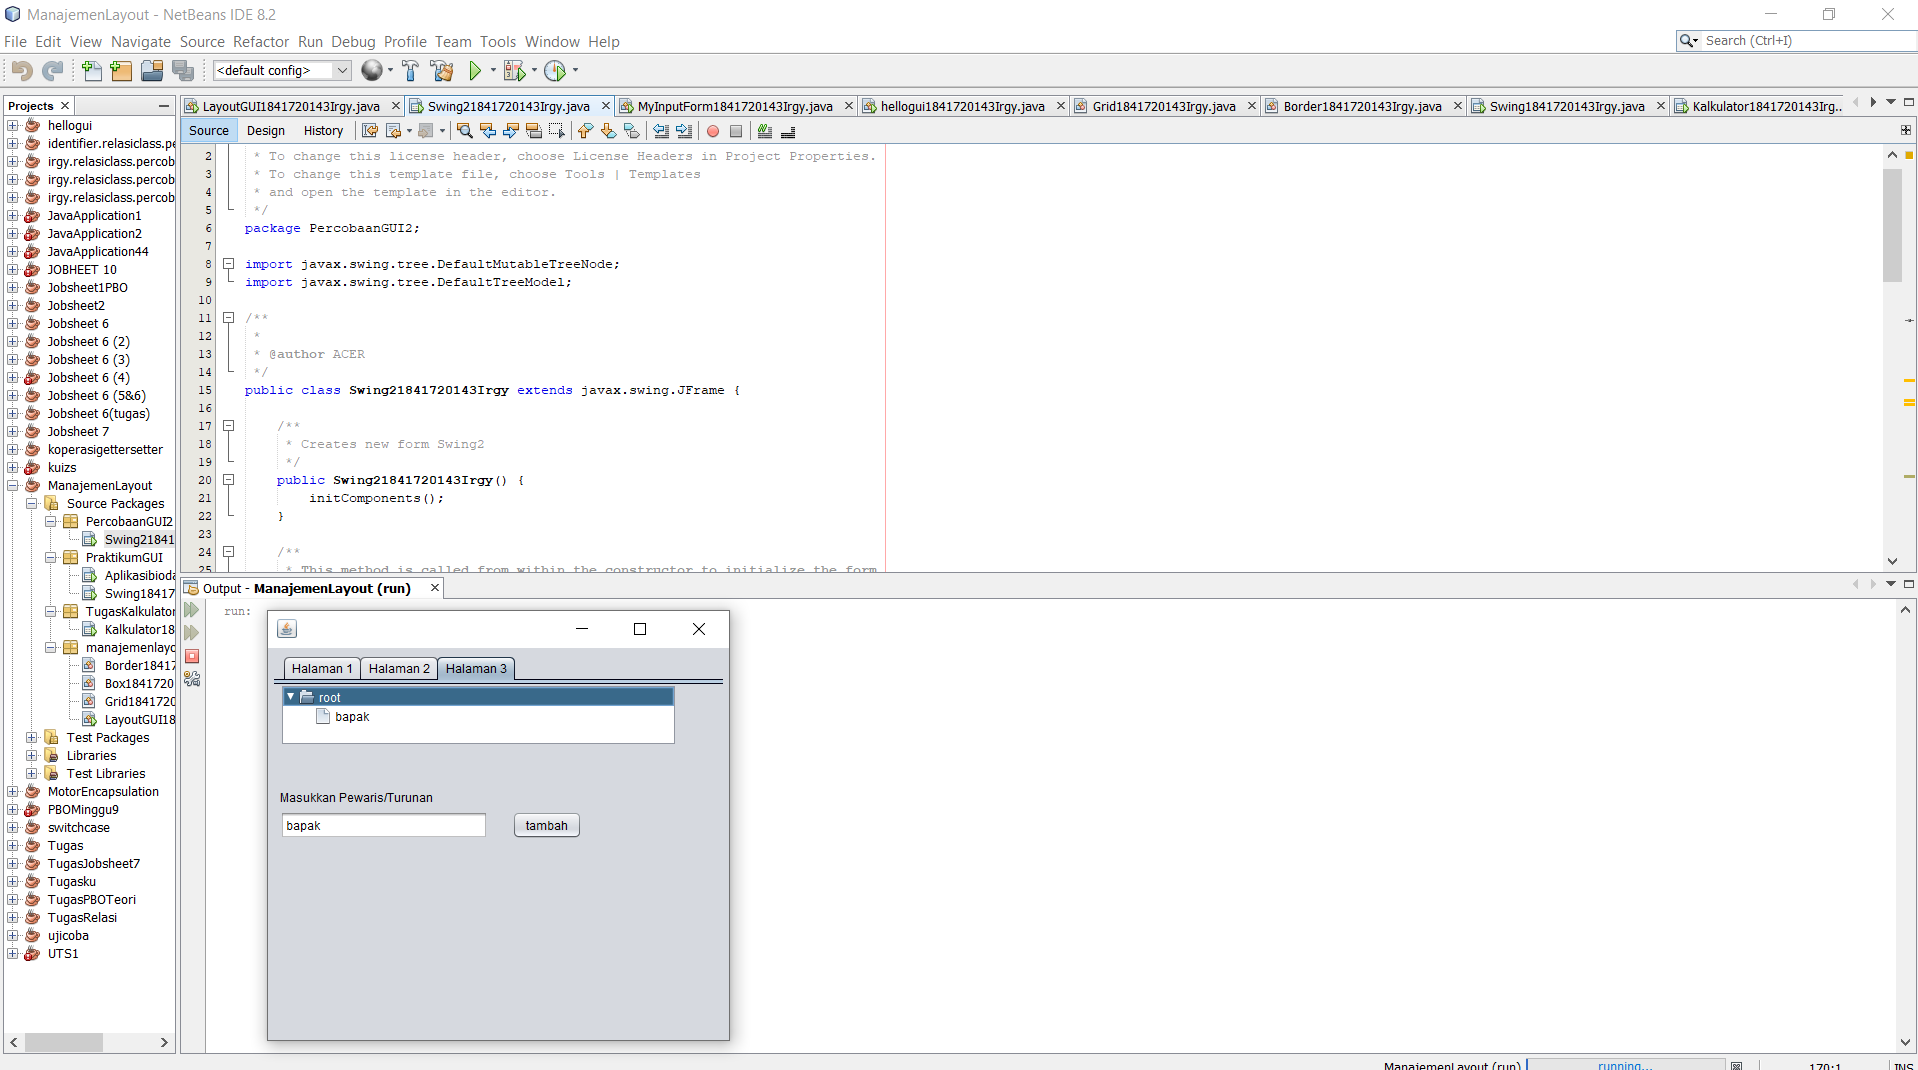 ManajemenLayout - NetBeans IDE 8.2
File Edit View Navigate Source Refactor Run Debug Profile Team Tools Window Help
Search (Ctrl+I)
<default config>
Projects
LayoutGUI1841720143Irgy.java
Swing21841720143Irgy.java
MyInputForm1841720143Irgy.java
hellogui1841720143Irgy.java
Grid1841720143Irgy.java
Border1841720143Irgy.java
Swing1841720143Irgy.java
Kalkulator1841720143Irg..
Source Design History
hellogui
identifier.relasiclass.pe
irgy.relasiclass.percob
irgy.relasiclass.percob
irgy.relasiclass.percob
JavaApplication1
JavaApplication2
JavaApplication44
JOBHEET 10
Jobsheet1PBO
Jobsheet2
Jobsheet 6
Jobsheet 6 (2)
Jobsheet 6 (3)
Jobsheet 6 (4)
Jobsheet 6 (5&6)
Jobsheet 6(tugas)
Jobsheet 7
koperasigettersetter
kuizs
ManajemenLayout
Source Packages
PercobaanGUI2
Swing21841
PraktikumGUI
Aplikasibioda
Swing18417
TugasKalkulator
Kalkulator18
manajemenlayo
Border18417
Box1841720
Grid1841720
LayoutGUI18
Test Packages
Libraries
Test Libraries
MotorEncapsulation
PBOMinggu9
switchcase
Tugas
TugasJobsheet7
Tugasku
TugasPBOTeori
TugasRelasi
ujicoba
UTS1
2 * To change this license header, choose License Headers in Project Properties.
3 * To change this template file, choose Tools | Templates
4 * and open the template in the editor.
5 */
6 package PercobaanGUI2;
7
8 import javax.swing.tree.DefaultMutableTreeNode;
9 import javax.swing.tree.DefaultTreeModel;
10
11 /**
12 *
13 * @author ACER
14 */
15 public class Swing21841720143Irgy extends javax.swing.JFrame {
16
17 /**
18 * Creates new form Swing2
19 */
20 public Swing21841720143Irgy() {
21 initComponents();
22 }
23
24 /**
25 * This method is called from within the constructor to initialize the form
Output - ManajemenLayout (run)
run:
Halaman 1 Halaman 2 Halaman 3
root
bapak
Masukkan Pewaris/Turunan
bapak
tambah
ManajemenLayout (run)
running...
170:1
INS